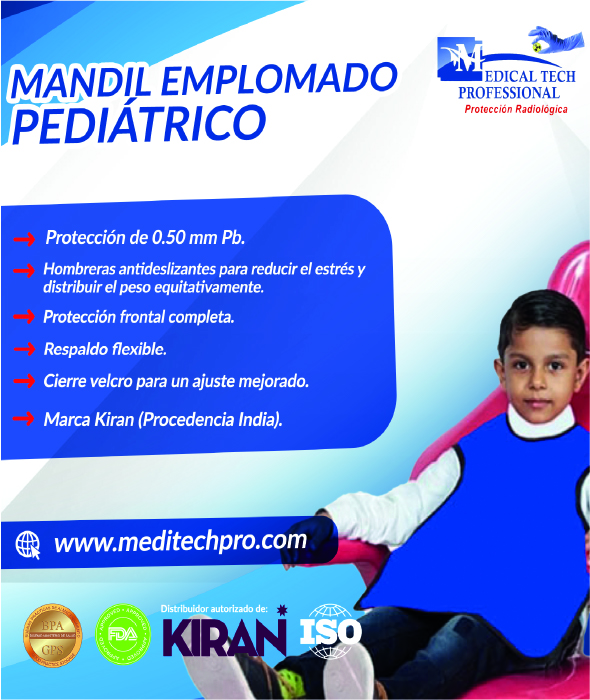 MEDICAL TECH
PROFESSIONAL
Protección Radiológica
MANDIL EMPLOMADO
PEDIÁTRICO
Protección de 0.50 mm Pb.
Hombreras antideslizantes para reducir el estrés y
distribuir el peso equitativamente.
Protección frontal completa.
Respaldo flexible.
Cierre velcro para un ajuste mejorado.
Marca Kiran (Procedencia India).
www.meditechpro.com
Distribuidor autorizado de:
BPA
GPS
FDA
KIRAN
ISO